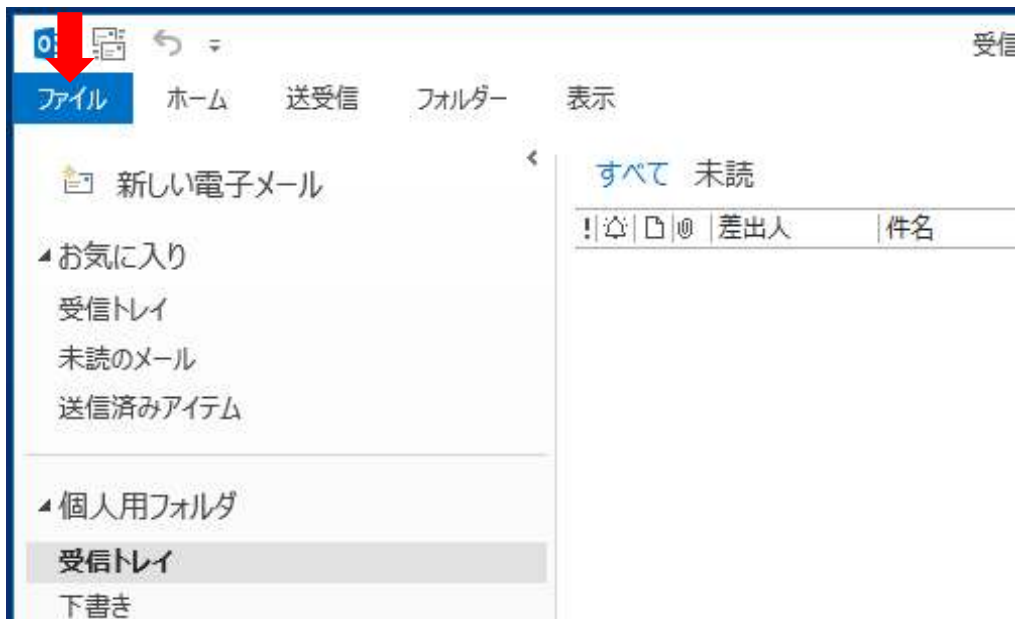 受信
ファイル ホーム 送受信 フォルダー 表示
新しい電子メール
すべて 未読
! 差出人 件名
お気に入り
受信トレイ
未読のメール
送信済みアイテム
個人用フォルダ
受信トレイ
下書き